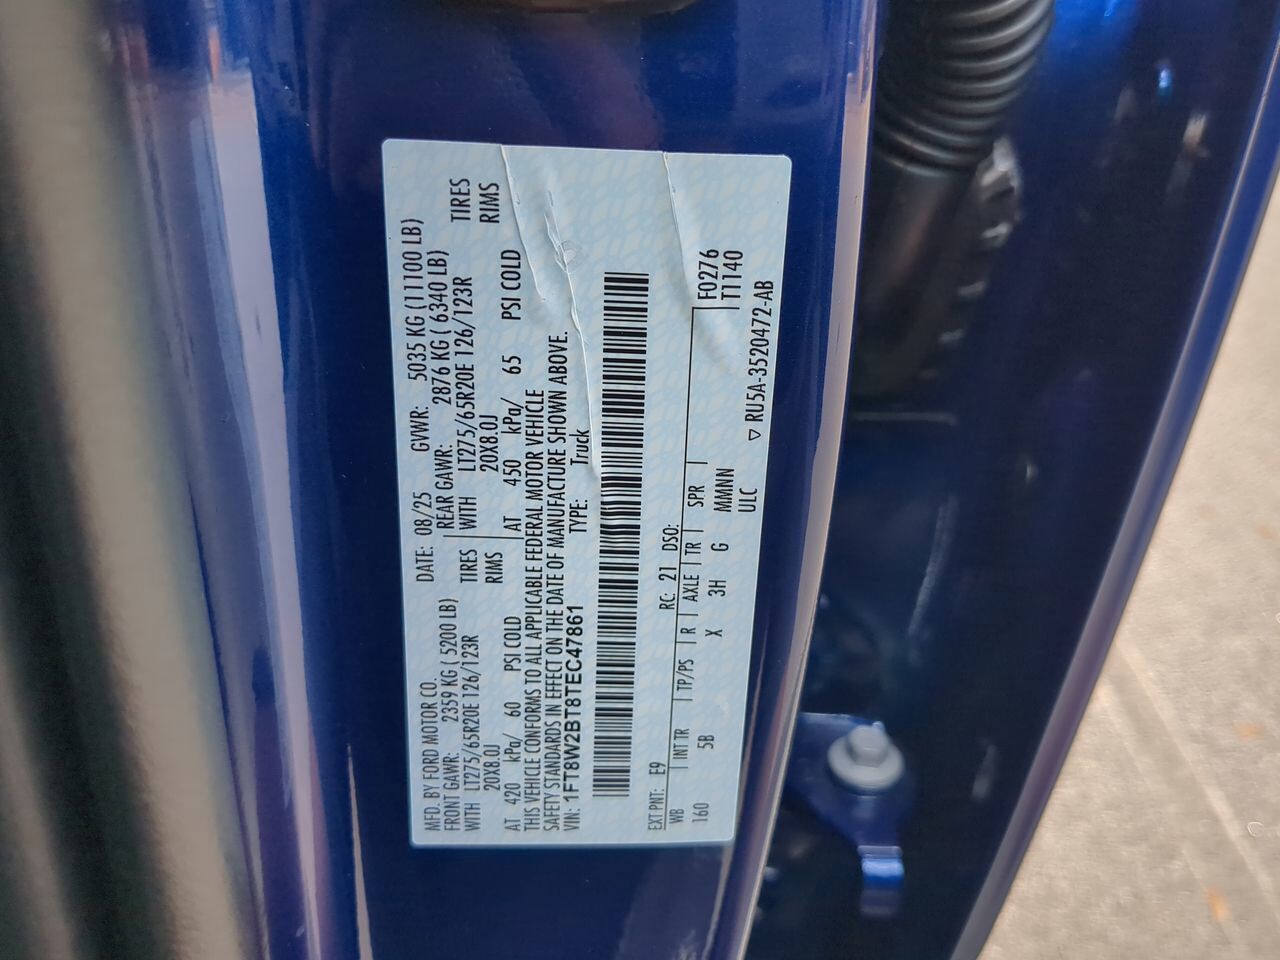 MFD. BY FORD MOTOR CO.
DATE: 08/25 GVWR: 5035 KG (11100 LB)
FRONT GAWR: 2359 KG ( 5200 LB) REAR GAWR: 2876 KG ( 6340 LB)
WITH LT275/65R20E 126/123R TIRES WITH LT275/65R20E 126/123R TIRES
20X8.0J RIMS 20X8.0J RIMS
AT 420 kPa/ 60 PSI COLD AT 450 kPa/ 65 PSI COLD
THIS VEHICLE CONFORMS TO ALL APPLICABLE FEDERAL MOTOR VEHICLE
SAFETY STANDARDS IN EFFECT ON THE DATE OF MANUFACTURE SHOWN ABOVE.
VIN: 1FT8W2BT8TEC47861 TYPE: Truck
EXT PNT: E9 RC: 21 DSO:
WB INT TR TP/PS R AXLE TR SPR F0276
160 5B X 3H G MMMNN T1140
ULC
▽ RU5A-3520472-AB